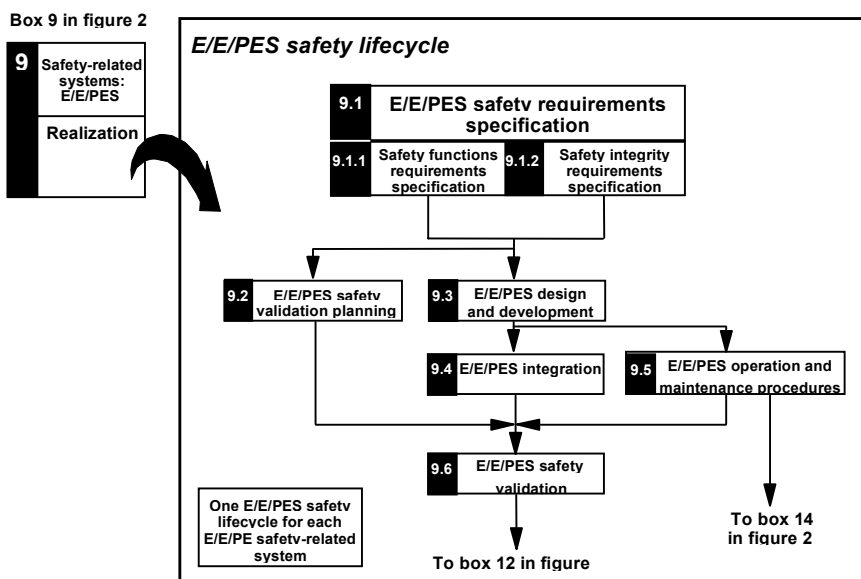 Box 9 in figure 2
9
Safety-related
systems:
E/E/PES
Realization
E/E/PES safety lifecycle
9.1
E/E/PES safety requirements
specification
9.1.1
Safety functions
requirements
specification
9.1.2
Safety integrity
requirements
specification
9.2
E/E/PES safety
validation planning
9.3
E/E/PES design
and development
9.4
E/E/PES integration
9.5
E/E/PES operation and
maintenance procedures
9.6
E/E/PES safety
validation
One E/E/PES safety
lifecycle for each
E/E/PE safety-related
system
To box 12 in figure
To box 14
in figure 2